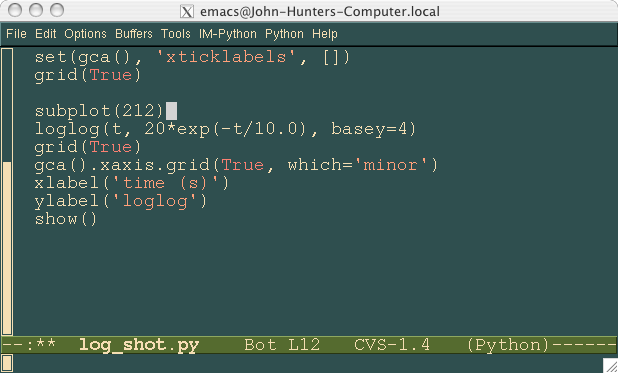 emacs@John-Hunters-Computer.local
File Edit Options Buffers Tools IM-Python Python Help
set(gca(), 'xticklabels', [])
grid(True)
subplot(212)
loglog(t, 20*exp(-t/10.0), basey=4)
grid(True)
gca().xaxis.grid(True, which='minor')
xlabel('time (s)')
ylabel('loglog')
show()
--:** log_shot.py Bot L12 CVS-1.4 (Python)------